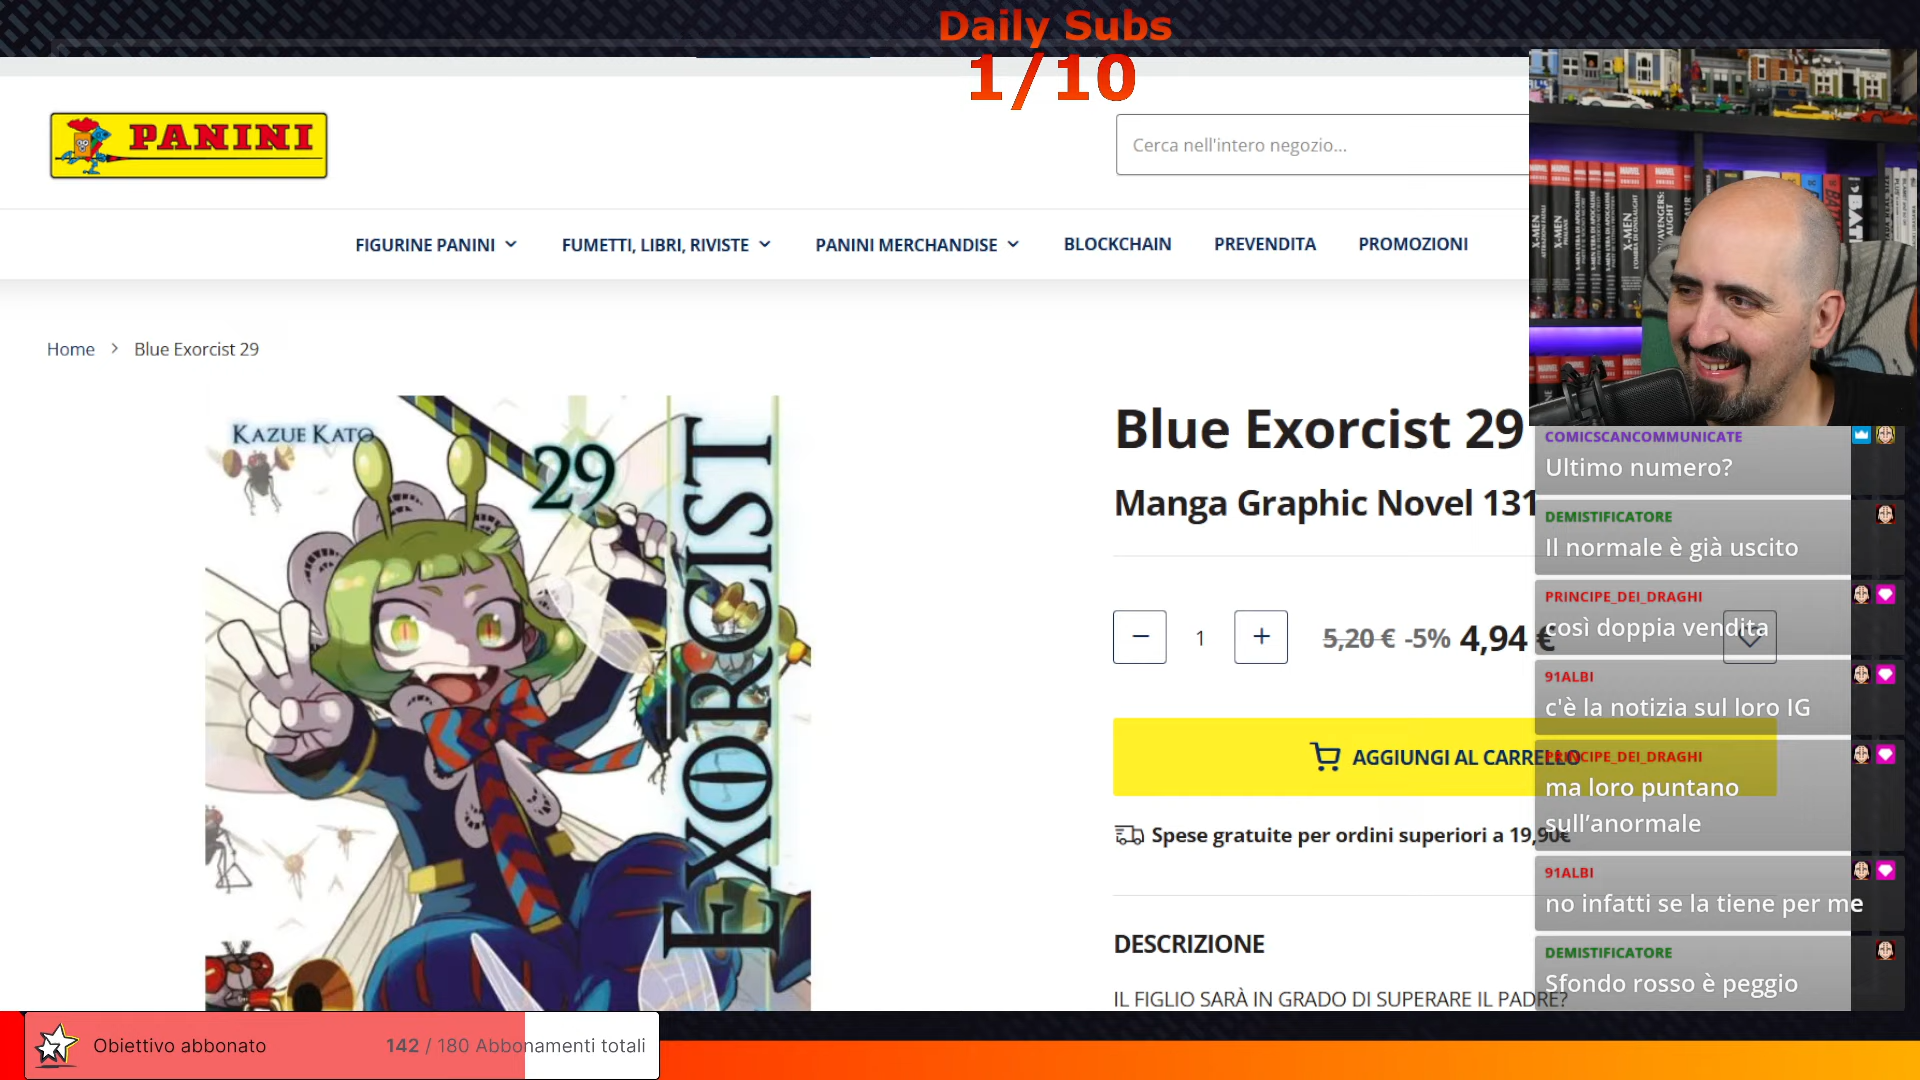 Daily Subs
1/10
PANINI
Cerca nell'intero negozio...
FIGURINE PANINI
FUMETTI, LIBRI, RIVISTE
PANINI MERCHANDISE
BLOCKCHAIN
PREVENDITA
PROMOZIONI
Home > Blue Exorcist 29
KAZUE KATO
29
EXORCIST
Blue Exorcist 29
Manga Graphic Novel 131
− 1 + 5,20 € -5% 4,94 €
AGGIUNGI AL CARRELLO
Spese gratuite per ordini superiori a 19,90€
DESCRIZIONE
IL FIGLIO SARÀ IN GRADO DI SUPERARE IL PADRE?
COMICSCANCOMMUNICATE
Ultimo numero?
DEMISTIFICATORE
Il normale è già uscito
PRINCIPE_DEI_DRAGHI
così doppia vendita
91ALBI
c'è la notizia sul loro IG
PRINCIPE_DEI_DRAGHI
ma loro puntano
sull'anormale
91ALBI
no infatti se la tiene per me
DEMISTIFICATORE
Sfondo rosso è peggio
Obiettivo abbonato
142 / 180 Abbonamenti totali